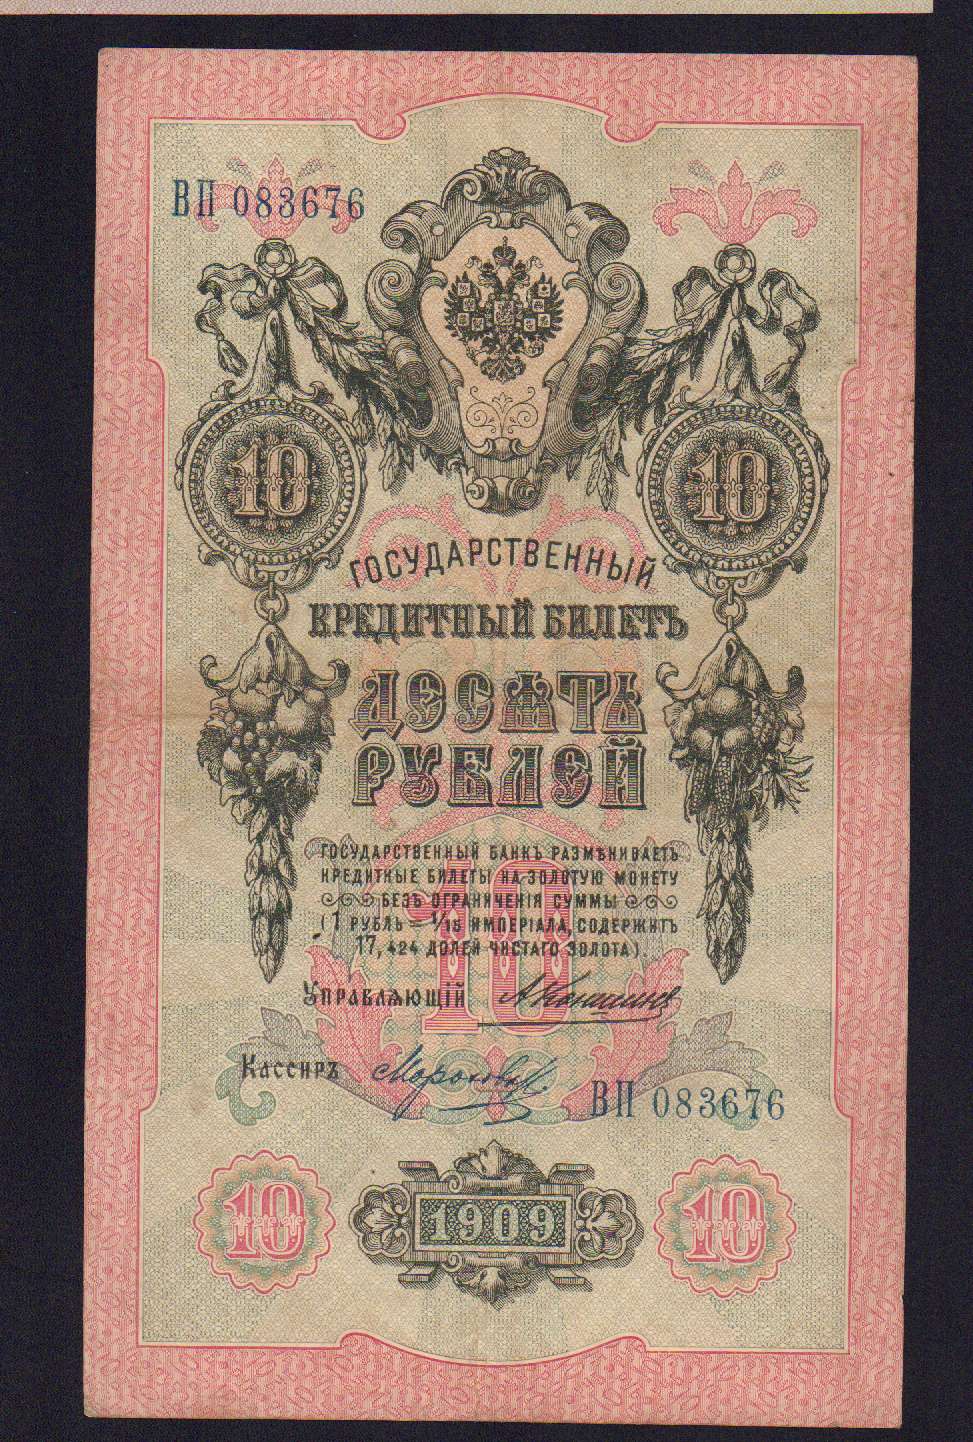 ВП 083676
10 10
ГОСУДАРСТВЕННЫЙ
КРЕДИТНЫЙ БИЛЕТЪ
ДЕСЯТЬ
РУБЛЕЙ
ГОСУДАРСТВЕННЫЙ БАНКЪ РАЗМѢНИВАЕТЪ
КРЕДИТНЫЕ БИЛЕТЫ НА ЗОЛОТУЮ МОНЕТУ
БЕЗЪ ОГРАНИЧЕНІЯ СУММЫ
(1 РУБЛЬ = 1/15 ИМПЕРІАЛА, СОДЕРЖИТЪ
17,424 ДОЛЕЙ ЧИСТАГО ЗОЛОТА).
10
УПРАВЛЯЮЩІЙ
КАССИРЪ
ВП 083676
10 1909 10